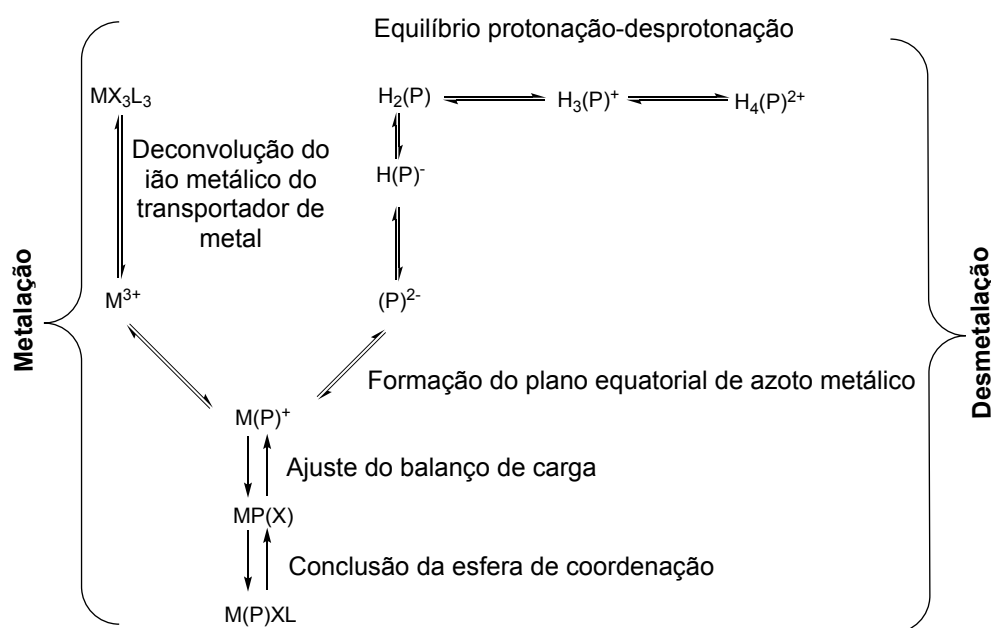 Equilíbrio protonação-desprotonação
MX₃L₃
H₂(P)
H₃(P)⁺
H₄(P)²⁺
Deconvolução do
ião metálico do
transportador de
metal
H(P)⁻
Metalação
M³⁺
(P)²⁻
Desmetalação
Formação do plano equatorial de azoto metálico
M(P)⁺
Ajuste do balanço de carga
MP(X)
Conclusão da esfera de coordenação
M(P)XL